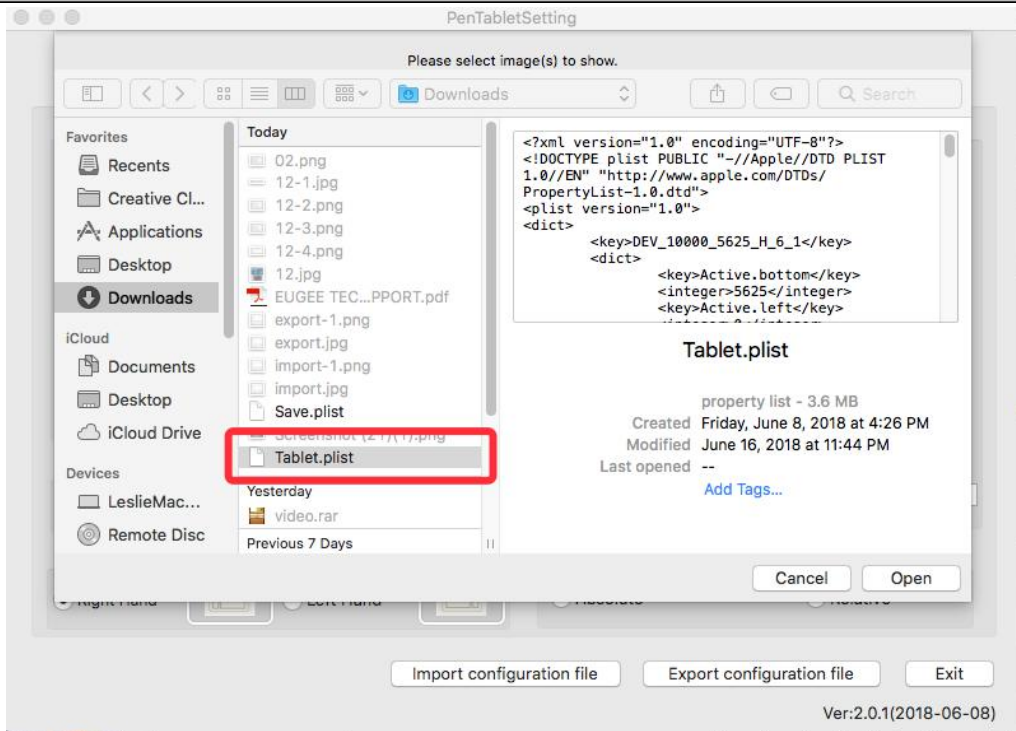 PenTabletSetting
Please select image(s) to show.
Downloads
Search
Favorites
Recents
Creative Cl...
Applications
Desktop
Downloads
iCloud
Documents
Desktop
iCloud Drive
Devices
LeslieMac...
Remote Disc
Today
02.png
12-1.jpg
12-2.png
12-3.png
12-4.png
12.jpg
EUGEE TEC...PPORT.pdf
export-1.png
export.jpg
import-1.png
import.jpg
Save.plist
Screenshot (21)(1).png
Tablet.plist
Yesterday
video.rar
Previous 7 Days
<?xml version="1.0" encoding="UTF-8"?>
<!DOCTYPE plist PUBLIC "-//Apple//DTD PLIST
1.0//EN" "http://www.apple.com/DTDs/
PropertyList-1.0.dtd">
<plist version="1.0">
<dict>
<key>DEV_10000_5625_H_6_1</key>
<dict>
<key>Active.bottom</key>
<integer>5625</integer>
<key>Active.left</key>
Tablet.plist
property list - 3.6 MB
Created Friday, June 8, 2018 at 4:26 PM
Modified June 16, 2018 at 11:44 PM
Last opened --
Add Tags...
Cancel
Open
Right Hand
Left Hand
Absolute
Relative
Import configuration file
Export configuration file
Exit
Ver:2.0.1(2018-06-08)